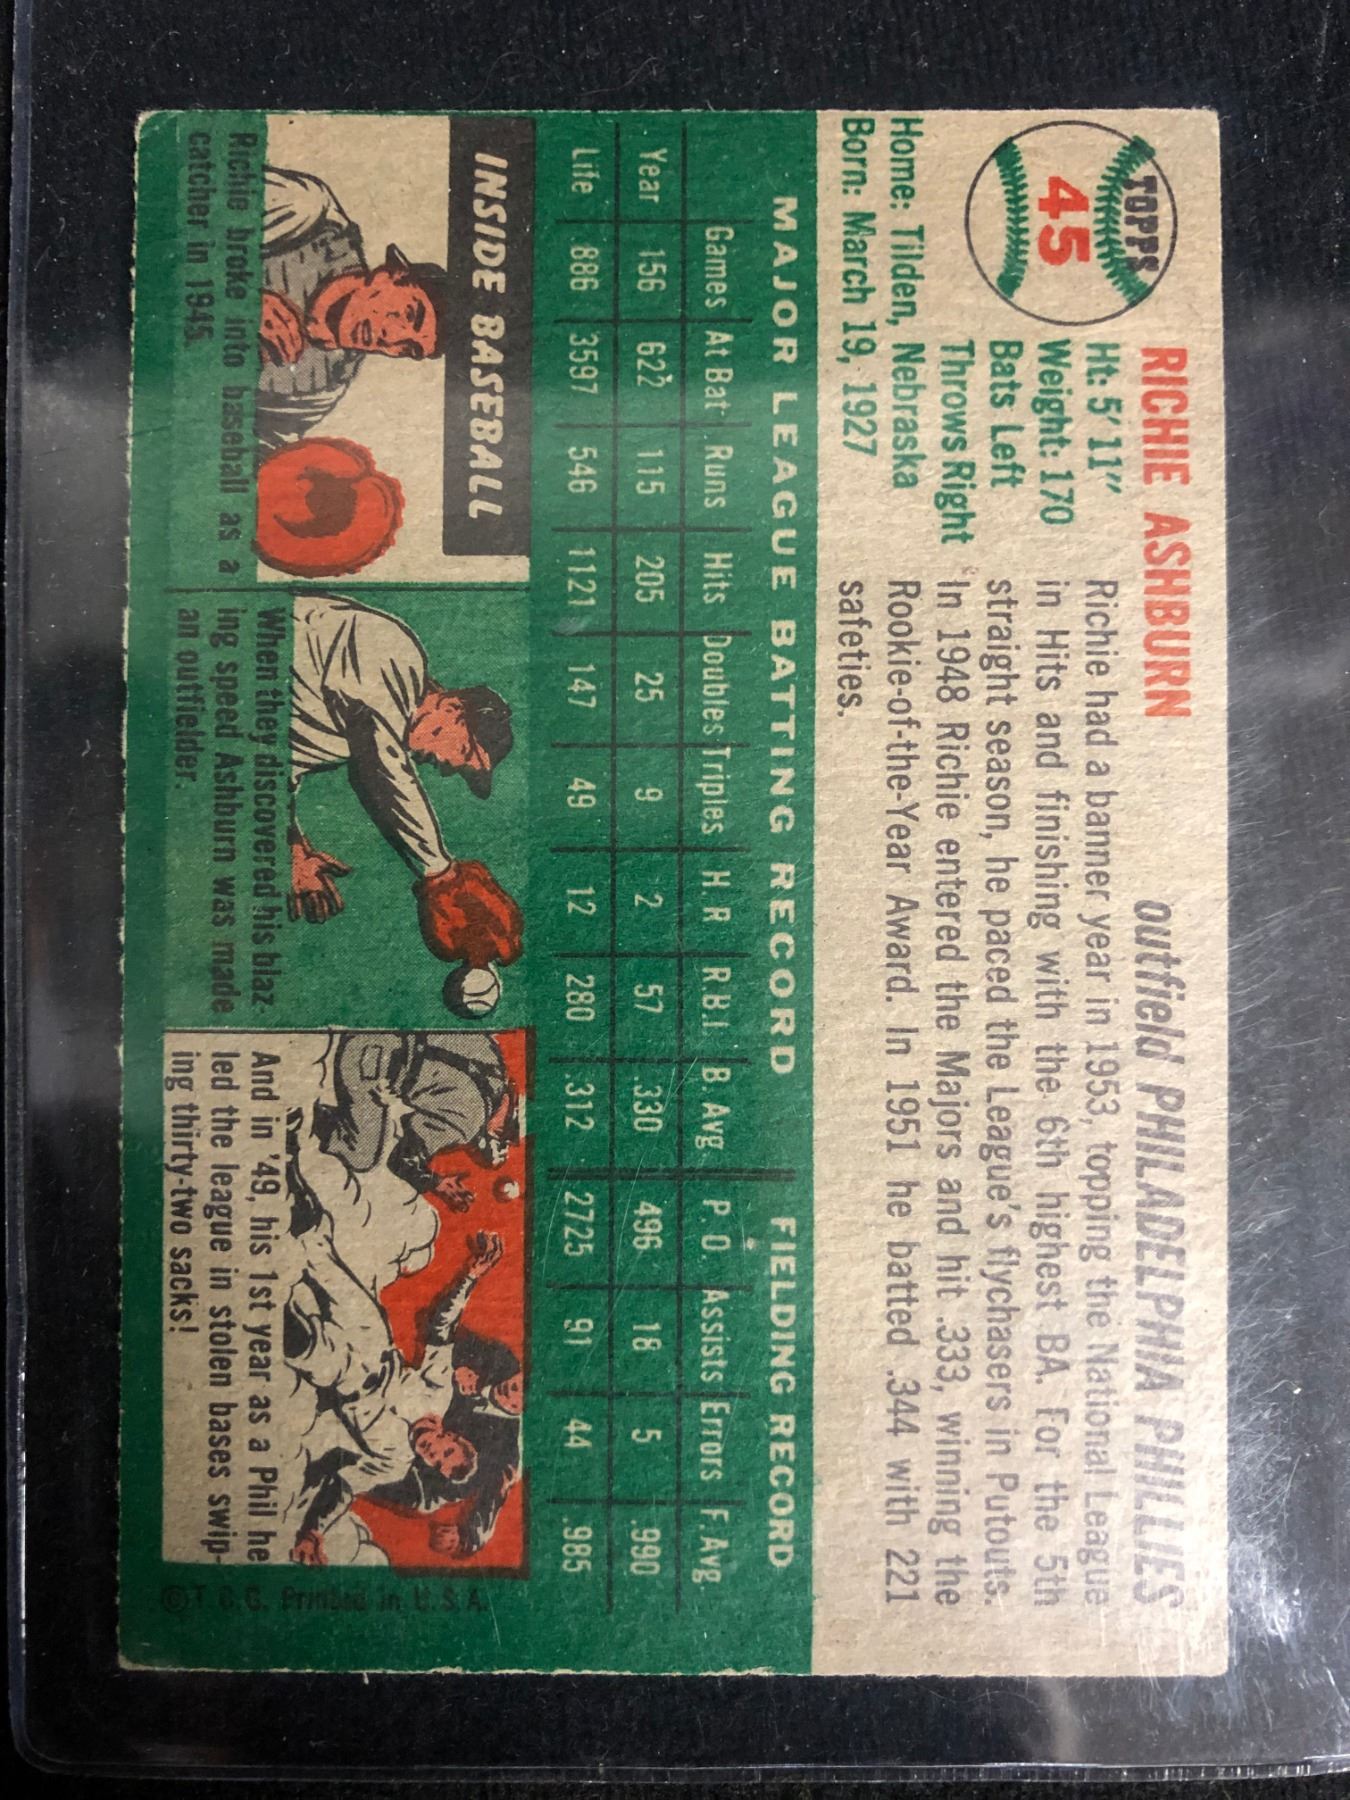 TOPPS
45
RICHIE ASHBURN
outfield PHILADELPHIA PHILLIES
Ht: 5'11"
Weight: 170
Bats Left
Throws Right
Home: Tilden, Nebraska
Born: March 19, 1927
Richie had a banner year in 1953, topping the National League
in Hits and finishing with the 6th highest BA. For the 5th
straight season, he paced the League's flychasers in Putouts.
In 1948 Richie entered the Majors and hit .333, winning the
Rookie-of-the-Year Award. In 1951 he batted .344 with 221
safeties.
MAJOR LEAGUE BATTING RECORD FIELDING RECORD
Games At Bat Runs Hits Doubles Triples H.R R.B.I B.Avg. P.O. Assists Errors F.Avg.
Year 156 622 115 205 25 9 2 57 .330 496 18 5 .990
Life 886 3597 546 1121 147 49 12 280 .312 2725 91 44 .985
INSIDE BASEBALL
Richie broke into baseball as a
catcher in 1945.
When they discovered his blaz-
ing speed Ashburn was made
an outfielder.
And in '49, his 1st year as a Phil he
led the league in stolen bases swip-
ing thirty-two sacks!
©T.C.G. Printed in U.S.A.